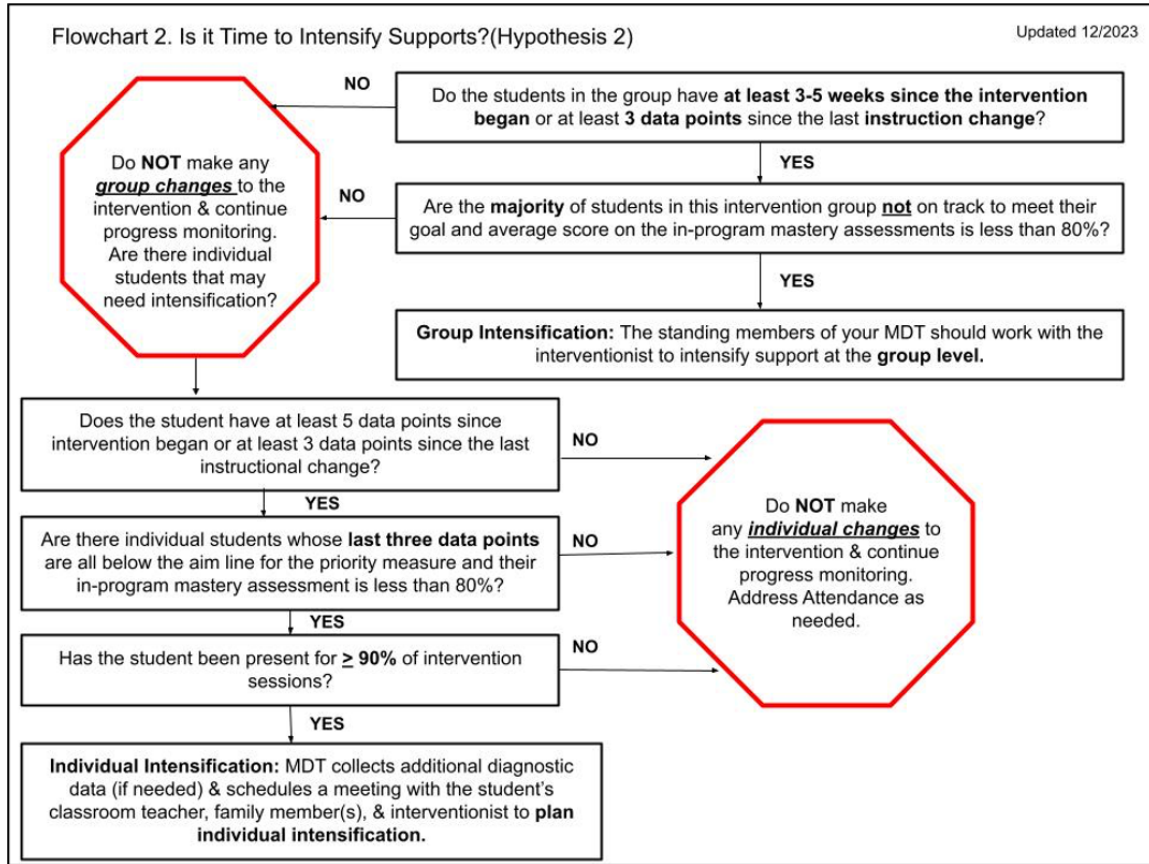 Flowchart 2. Is it Time to Intensify Supports?(Hypothesis 2)
Updated 12/2023
Do the students in the group have at least 3-5 weeks since the intervention
began or at least 3 data points since the last instruction change?
NO
YES
Do NOT make any
group changes to the
intervention & continue
progress monitoring.
Are there individual
students that may
need intensification?
Are the majority of students in this intervention group not on track to meet their
goal and average score on the in-program mastery assessments is less than 80%?
NO
YES
Group Intensification: The standing members of your MDT should work with the
interventionist to intensify support at the group level.
Does the student have at least 5 data points since
intervention began or at least 3 data points since the last
instructional change?
NO
YES
Are there individual students whose last three data points
are all below the aim line for the priority measure and their
in-program mastery assessment is less than 80%?
NO
YES
Do NOT make
any individual changes to
the intervention & continue
progress monitoring.
Address Attendance as
needed.
Has the student been present for ≥ 90% of intervention
sessions?
NO
YES
Individual Intensification: MDT collects additional diagnostic
data (if needed) & schedules a meeting with the student's
classroom teacher, family member(s), & interventionist to plan
individual intensification.